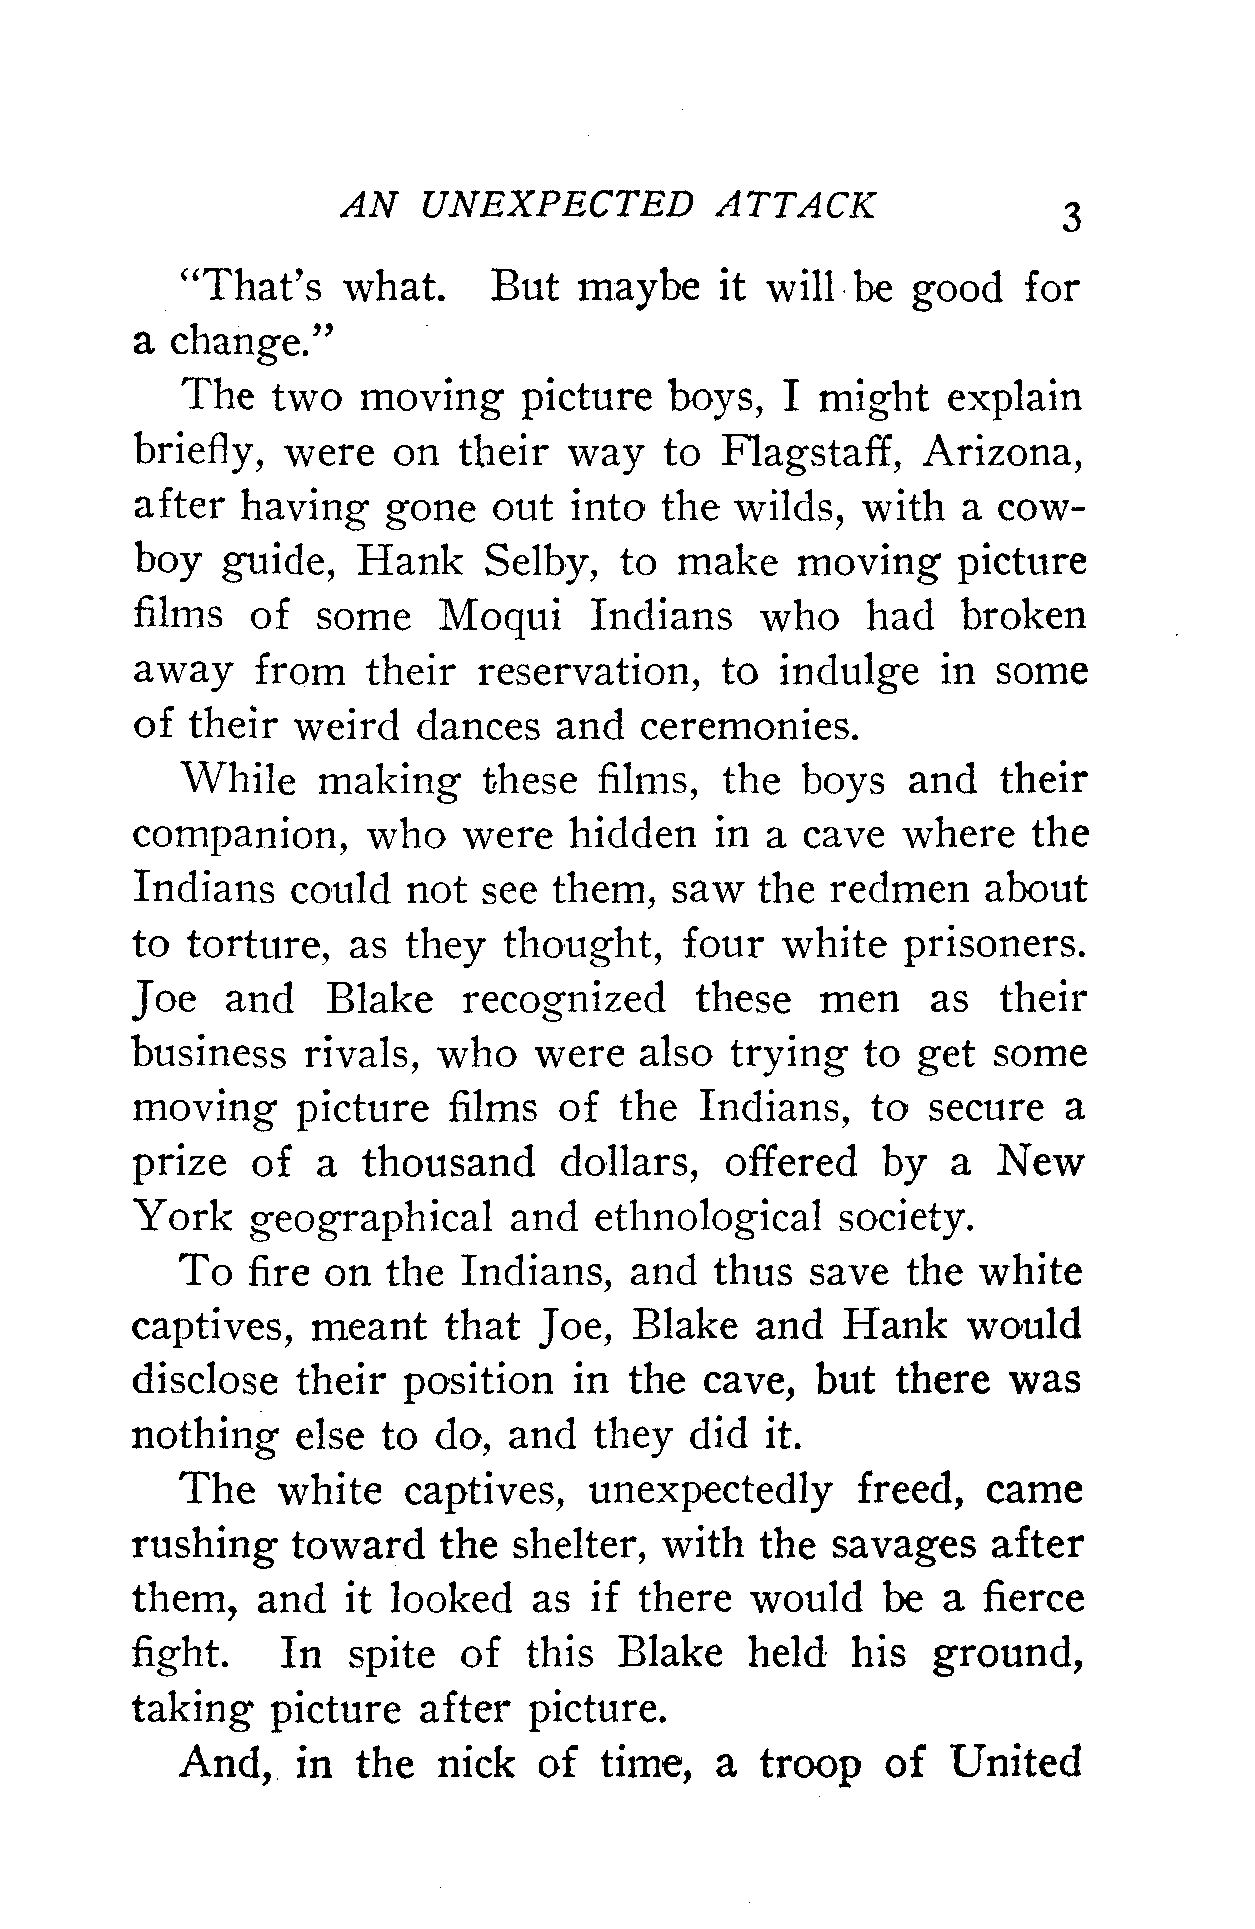 AN UNEXPECTED ATTACK 3
"That's what. But maybe it will be good for
a change."
The two moving picture boys, I might explain
briefly, were on their way to Flagstaff, Arizona,
after having gone out into the wilds, with a cow-
boy guide, Hank Selby, to make moving picture
films of some Moqui Indians who had broken
away from their reservation, to indulge in some
of their weird dances and ceremonies.
While making these films, the boys and their
companion, who were hidden in a cave where the
Indians could not see them, saw the redmen about
to torture, as they thought, four white prisoners.
Joe and Blake recognized these men as their
business rivals, who were also trying to get some
moving picture films of the Indians, to secure a
prize of a thousand dollars, offered by a New
York geographical and ethnological society.
To fire on the Indians, and thus save the white
captives, meant that Joe, Blake and Hank would
disclose their position in the cave, but there was
nothing else to do, and they did it.
The white captives, unexpectedly freed, came
rushing toward the shelter, with the savages after
them, and it looked as if there would be a fierce
fight. In spite of this Blake held his ground,
taking picture after picture.
And, in the nick of time, a troop of United